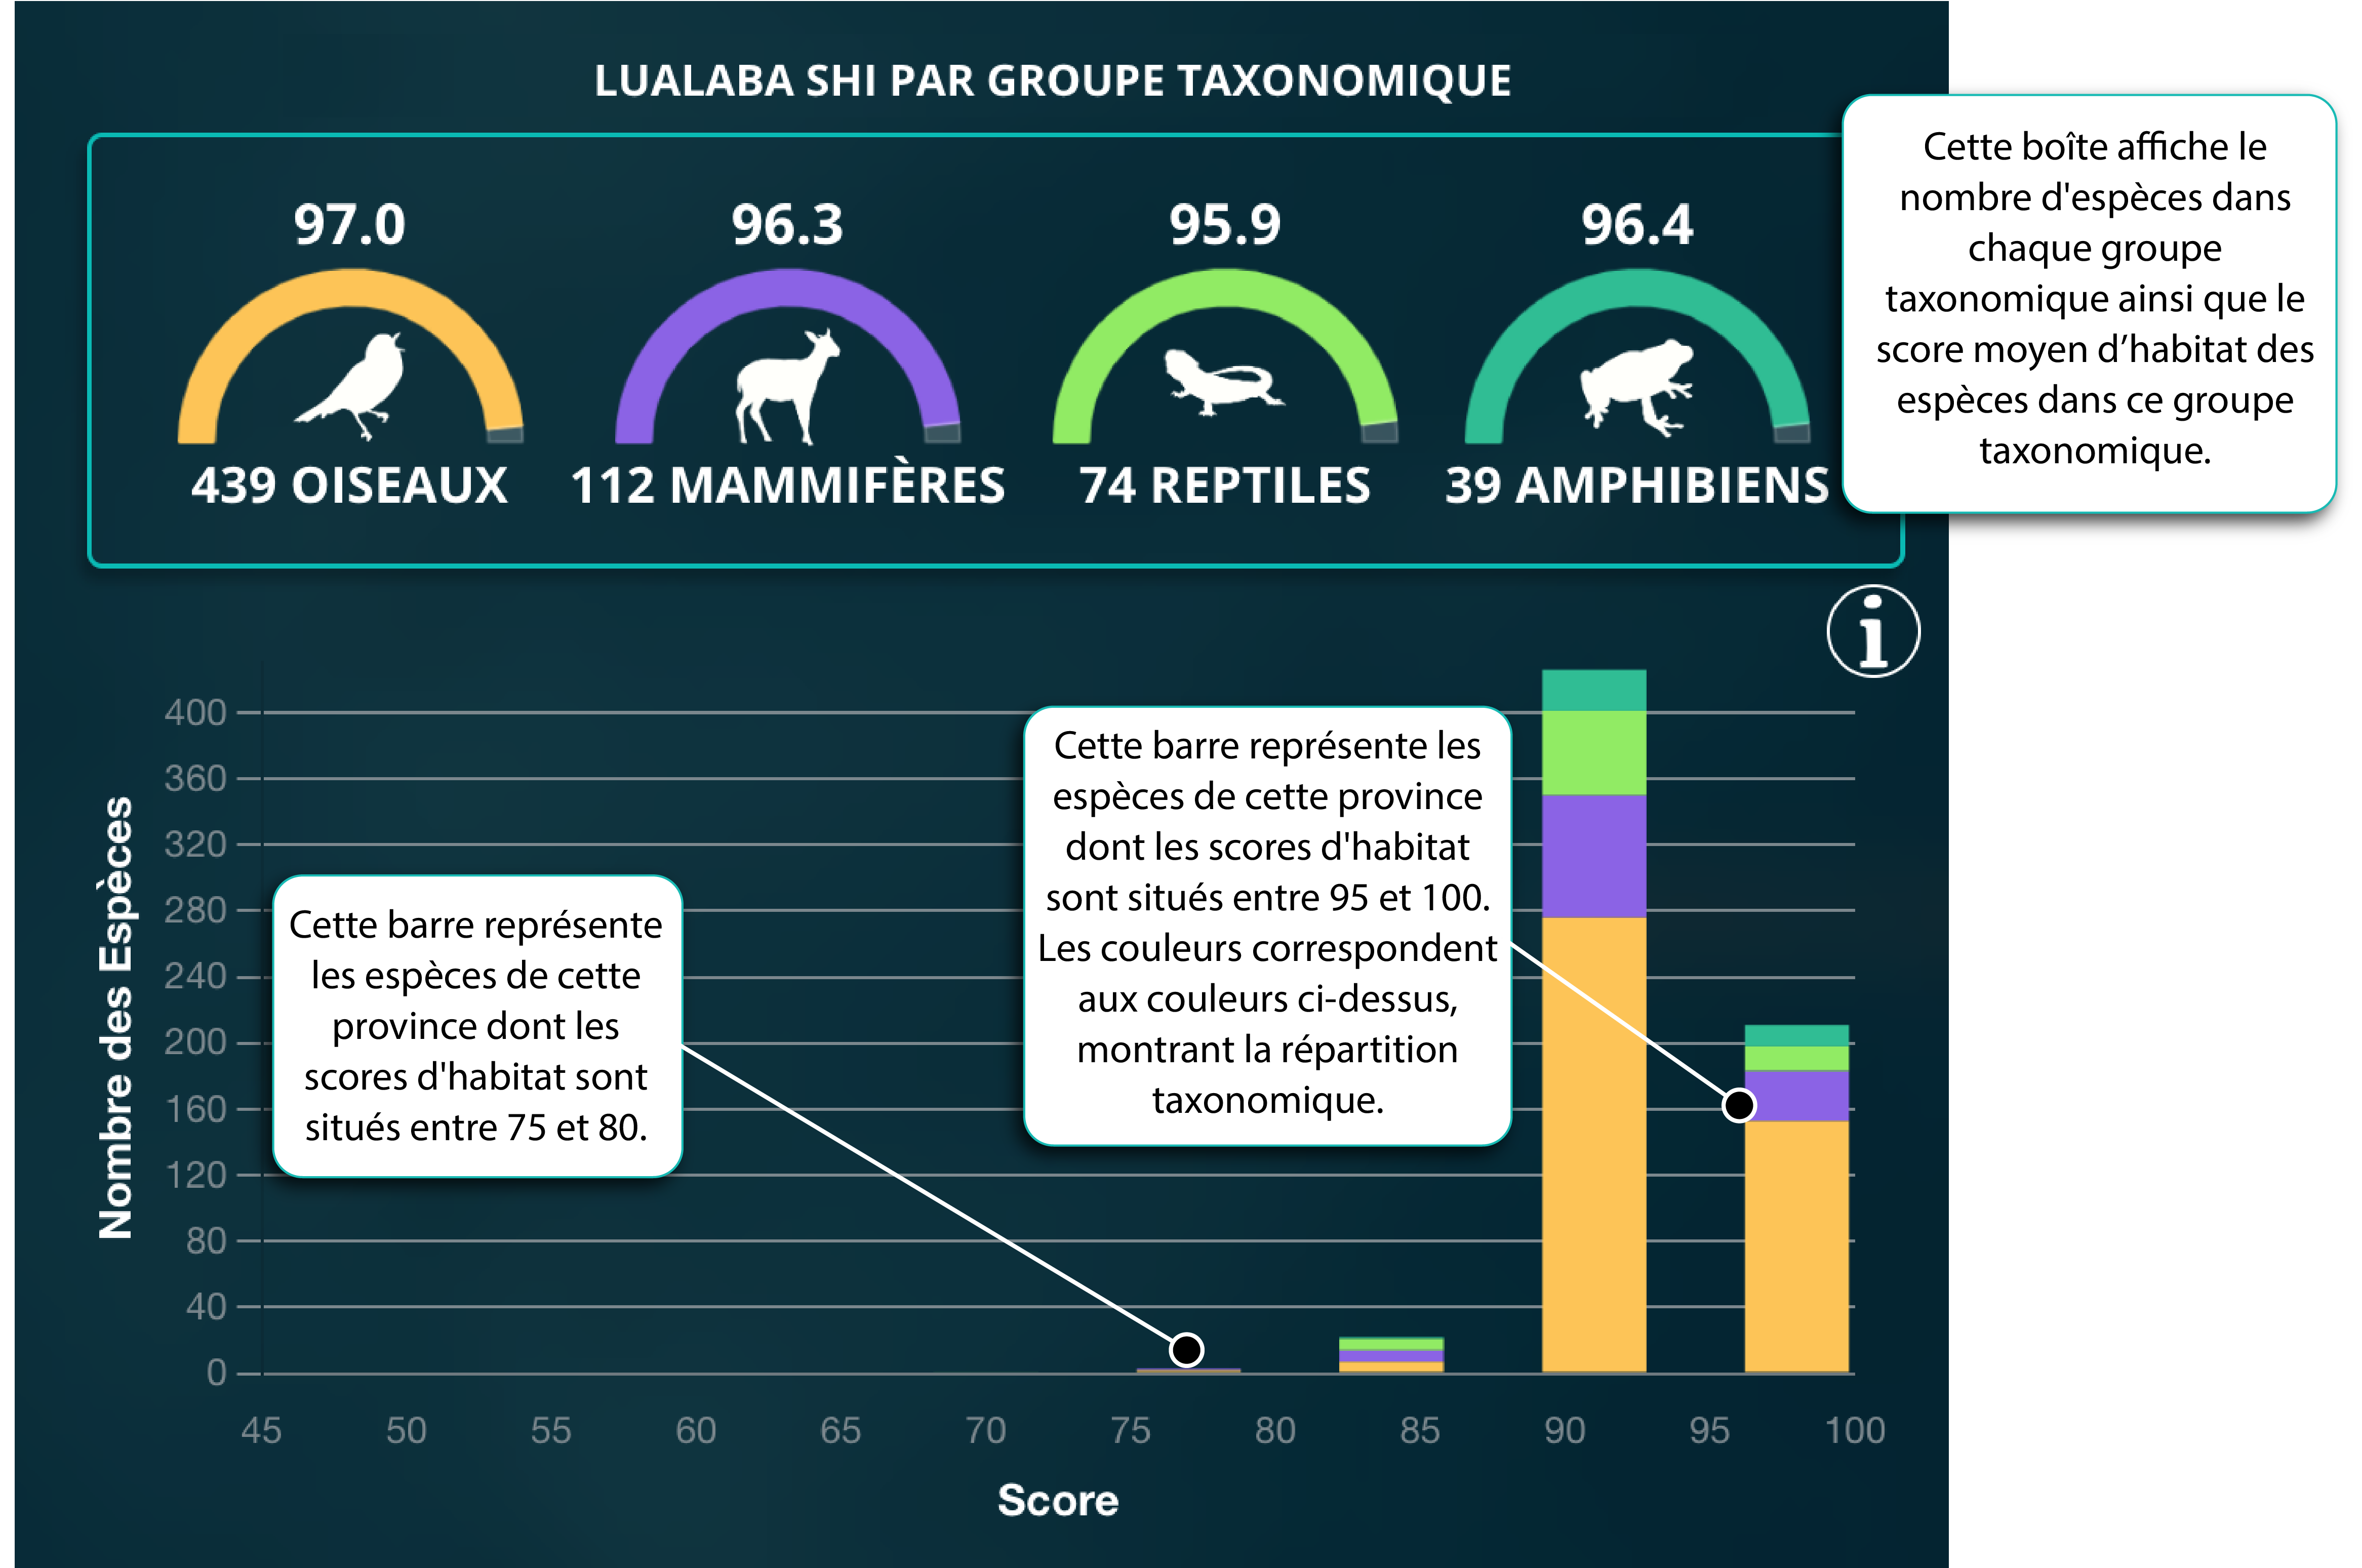 LUALABA SHI PAR GROUPE TAXONOMIQUE
97.0
96.3
95.9
96.4
439 OISEAUX
112 MAMMIFÈRES
74 REPTILES
39 AMPHIBIENS
Cette boîte affiche le
nombre d'espèces dans
chaque groupe
taxonomique ainsi que le
score moyen d’habitat des
espèces dans ce groupe
taxonomique.
i
Nombre des Espèces
400
360
320
280
240
200
160
120
80
40
0
Cette barre représente
les espèces de cette
province dont les
scores d'habitat sont
situés entre 75 et 80.
Cette barre représente les
espèces de cette province
dont les scores d'habitat
sont situés entre 95 et 100.
Les couleurs correspondent
aux couleurs ci-dessus,
montrant la répartition
taxonomique.
45
50
55
60
65
70
75
80
85
90
95
100
Score